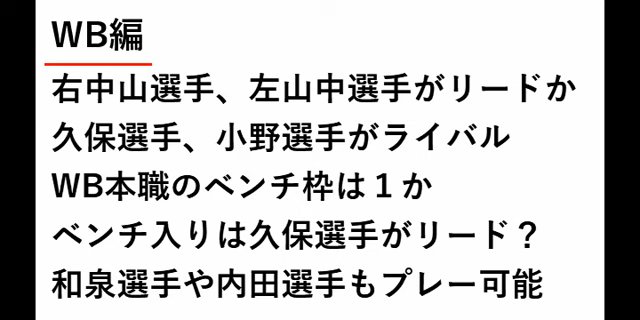 WB編
右中山選手、左山中選手がリードか
久保選手、小野選手がライバル
WB本職のベンチ枠は１か
ベンチ入りは久保選手がリード？
和泉選手や内田選手もプレー可能